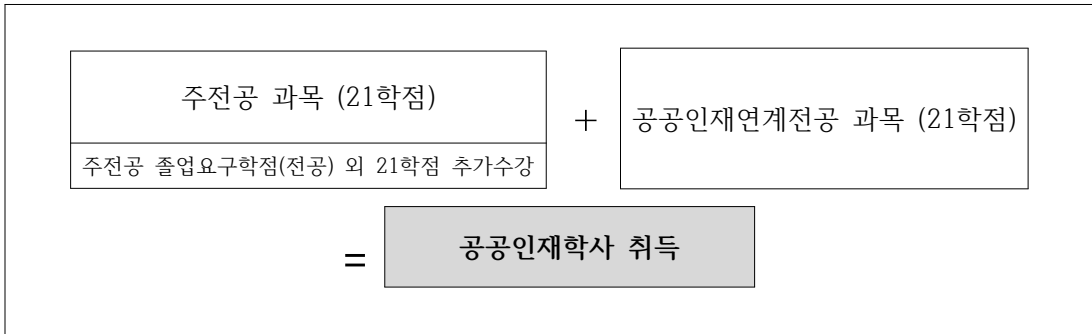 주전공 과목 (21학점)
주전공 졸업요구학점(전공) 외 21학점 추가수강
+
공공인재연계전공 과목 (21학점)
=
공공인재학사 취득